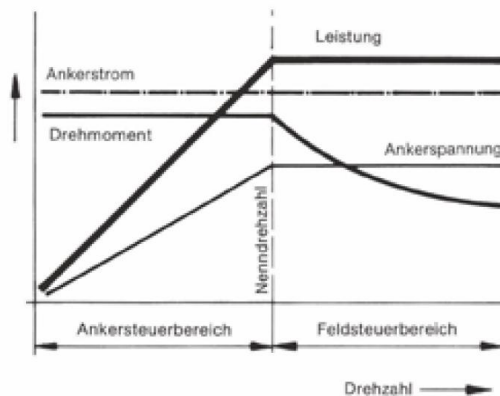 Leistung
Ankerstrom
Drehmoment
Ankerspannung
Nenndrehzahl
Ankersteuerbereich
Feldsteuerbereich
Drehzahl